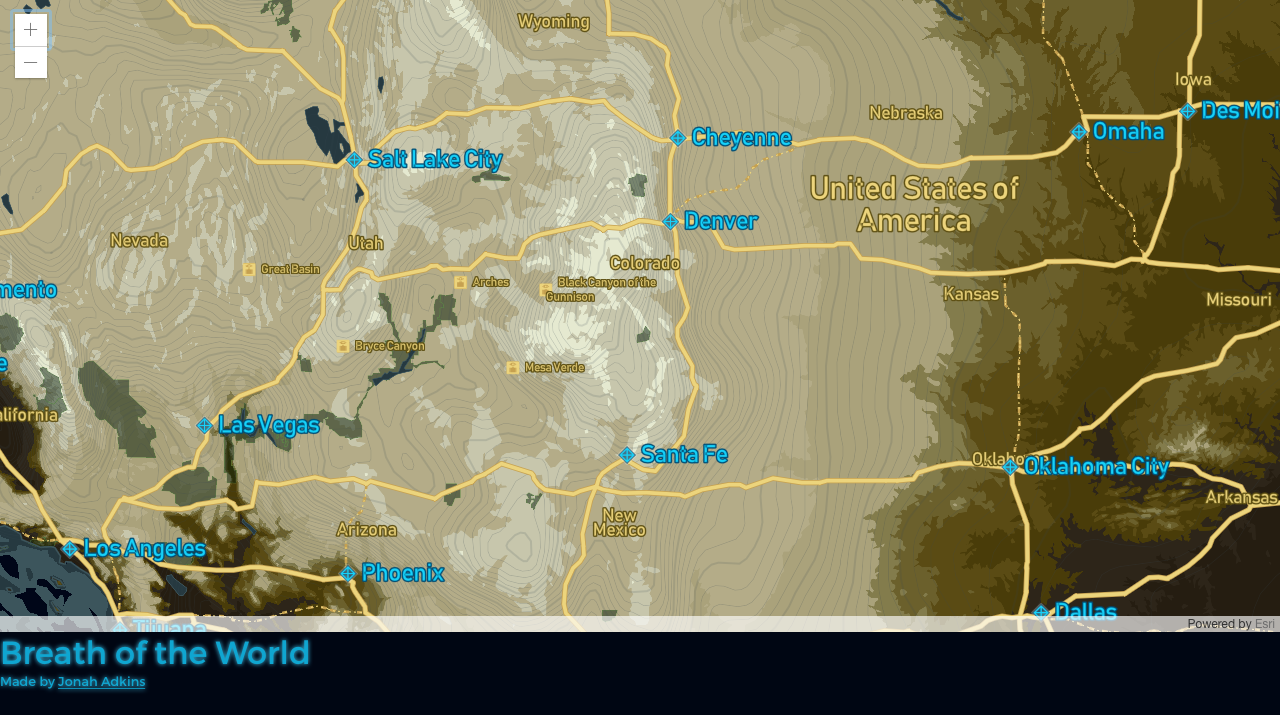 Wyoming
Iowa
Nebraska
Des Moi
Omaha
Cheyenne
Salt Lake City
United States of
America
Denver
Nevada
Utah
Colorado
Great Basin
Arches
Black Canyon of the
Gunnison
mento
Kansas
Missouri
Bryce Canyon
Mesa Verde
e
alifornia
Las Vegas
Santa Fe
Oklahoma
Oklahoma City
Arkansas
New
Mexico
Arizona
Los Angeles
Phoenix
Dallas
Tijuana
Powered by Esri
Breath of the World
Made by Jonah Adkins